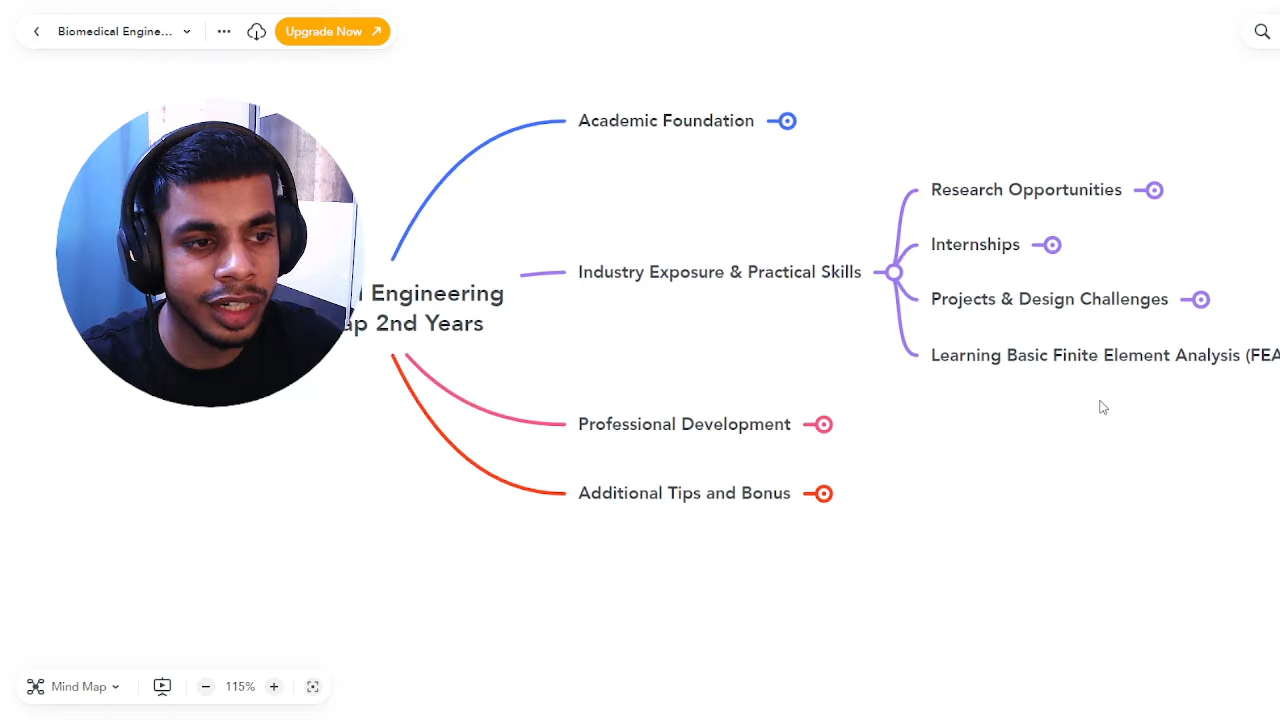 Biomedical Engine...
Upgrade Now
Academic Foundation
Research Opportunities
Internships
Industry Exposure & Practical Skills
Engineering
2nd Years
Projects & Design Challenges
Learning Basic Finite Element Analysis (FEA
Professional Development
Additional Tips and Bonus
Mind Map
115%